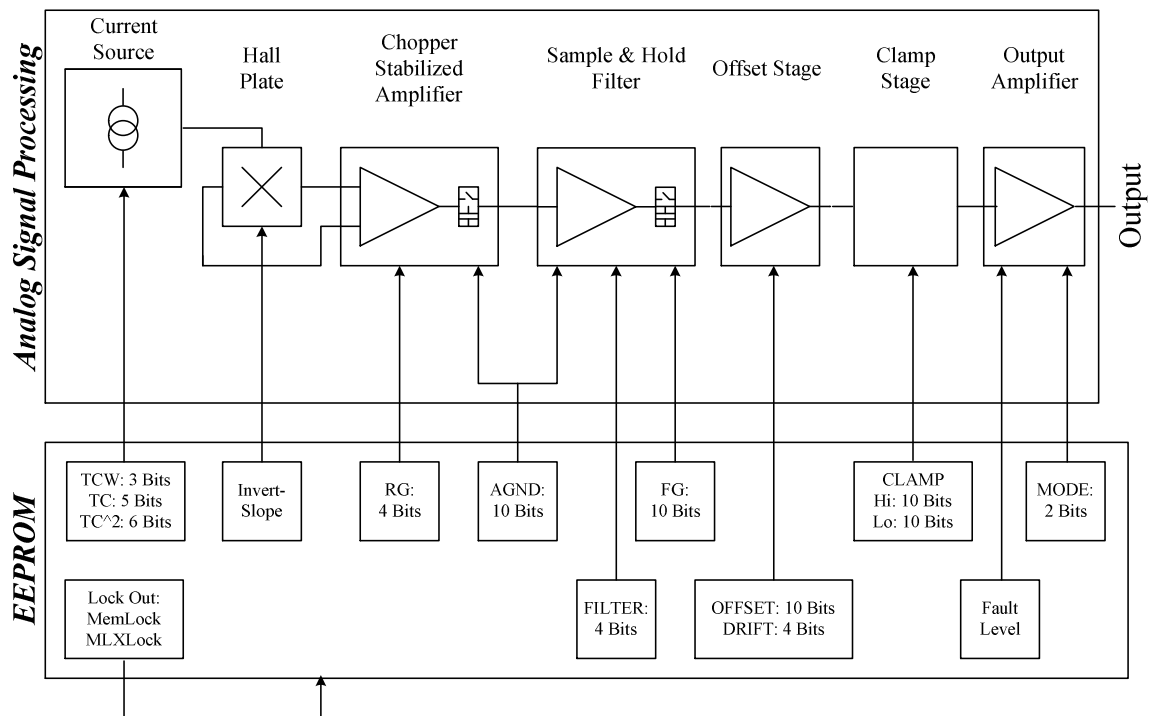 Analog Signal Processing
Current
Source
Hall
Plate
Chopper
Stabilized
Amplifier
Sample & Hold
Filter
Offset Stage
Clamp
Stage
Output
Amplifier
Output
EEPROM
TCW: 3 Bits
TC: 5 Bits
TC^2: 6 Bits
Invert-
Slope
RG:
4 Bits
AGND:
10 Bits
FG:
10 Bits
CLAMP
Hi: 10 Bits
Lo: 10 Bits
MODE:
2 Bits
Lock Out:
MemLock
MLXLock
FILTER:
4 Bits
OFFSET: 10 Bits
DRIFT: 4 Bits
Fault
Level